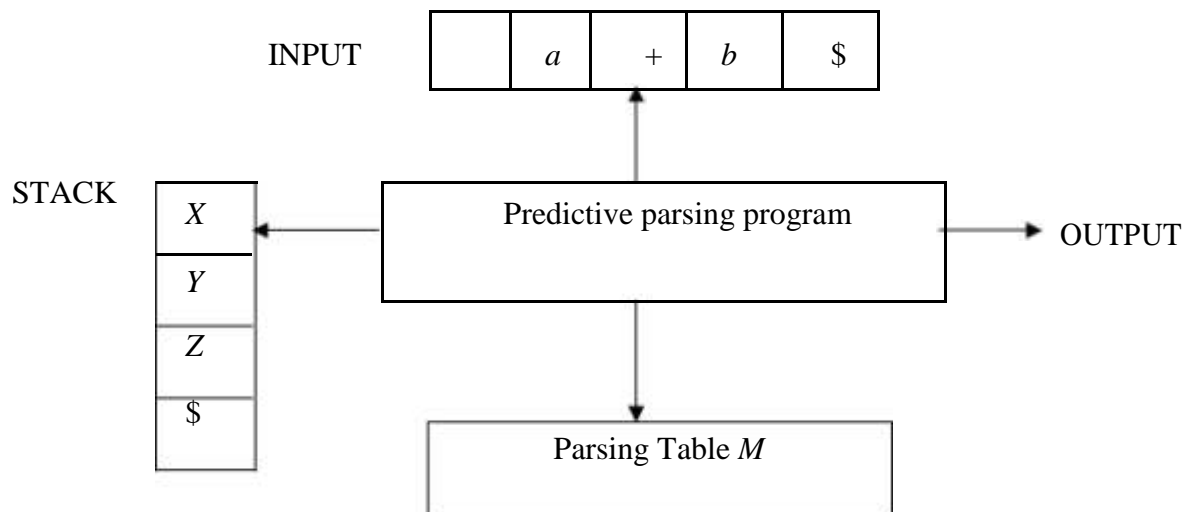 INPUT a + b $
STACK
X
Predictive parsing program
OUTPUT
Y
Z
$
Parsing Table M